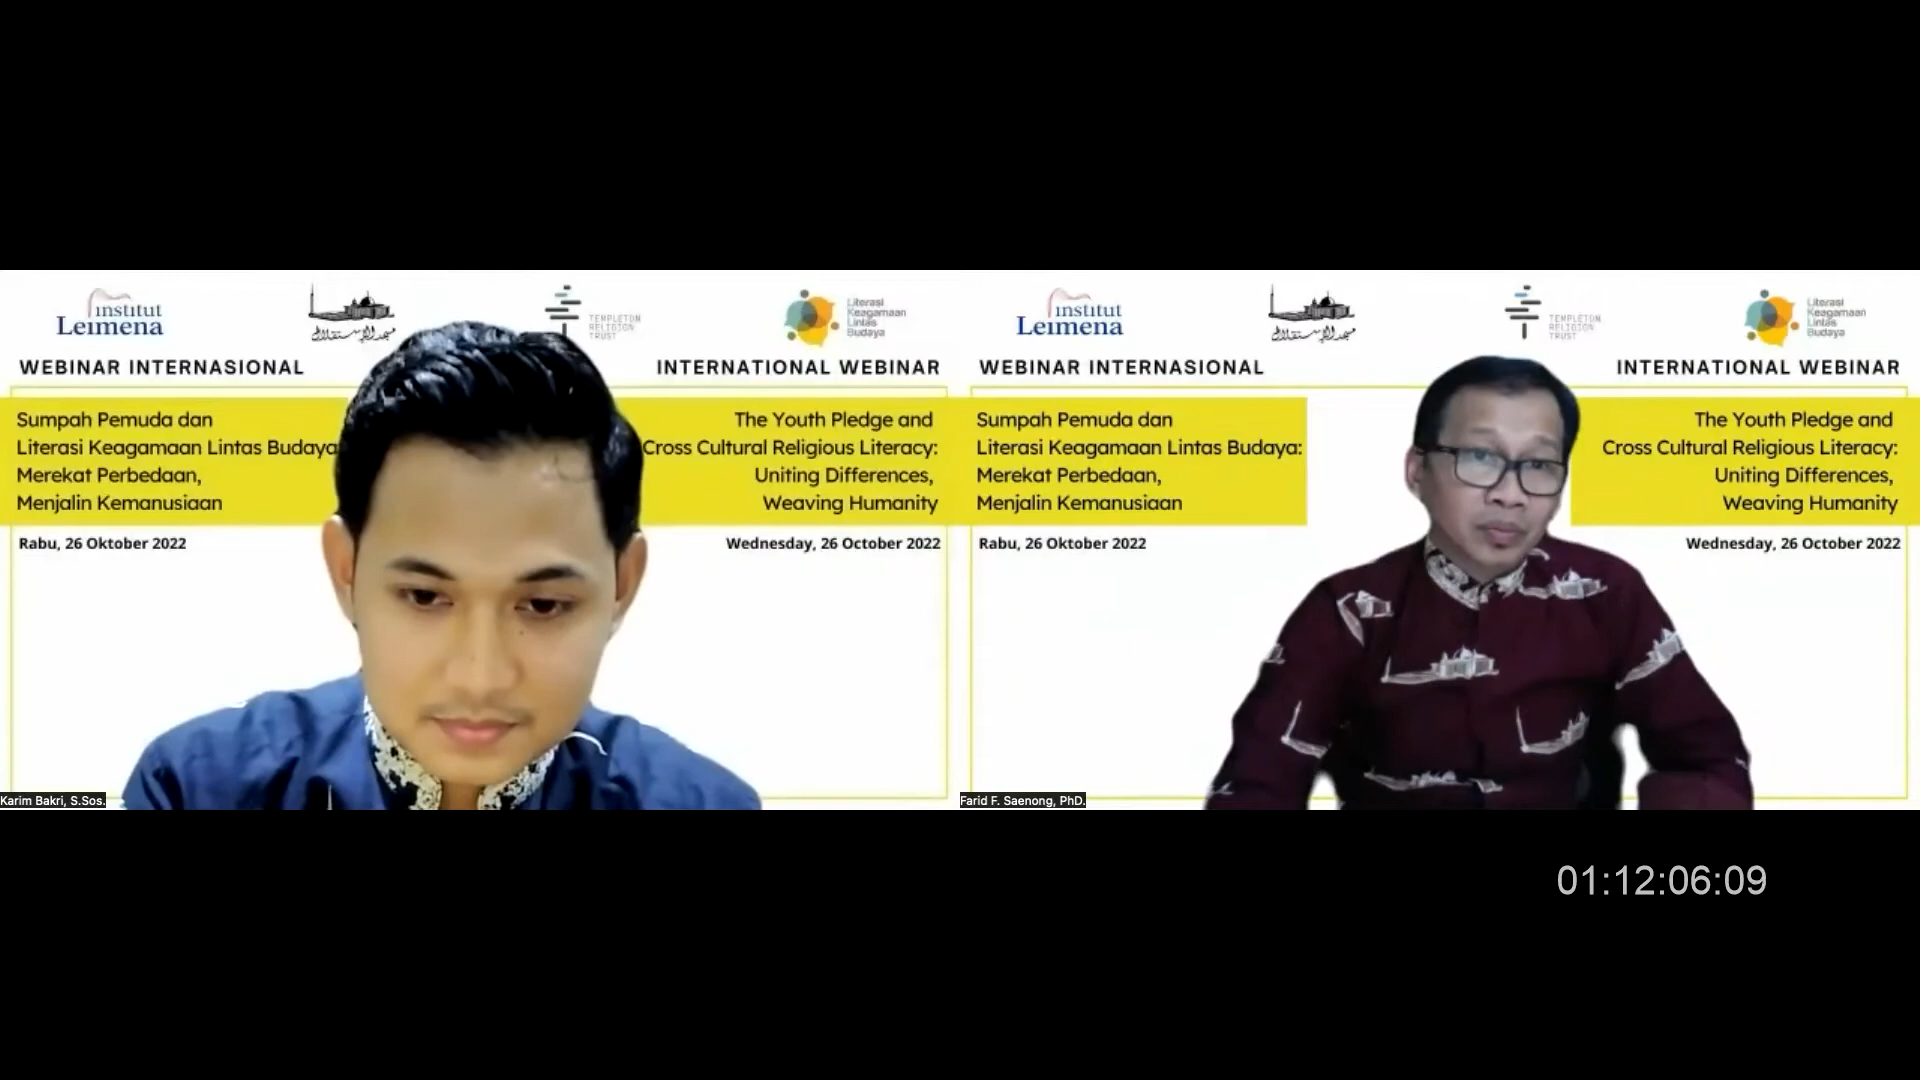 institut
Leimena
مسجد الإستقلال
TEMPLETON
RELIGION
TRUST
Literasi
Keagamaan
Lintas
Budaya
WEBINAR INTERNASIONAL
INTERNATIONAL WEBINAR
Sumpah Pemuda dan
Literasi Keagamaan Lintas Budaya
Merekat Perbedaan,
Menjalin Kemanusiaan
The Youth Pledge and
Cross Cultural Religious Literacy:
Uniting Differences,
Weaving Humanity
Rabu, 26 Oktober 2022
Wednesday, 26 October 2022
Karim Bakri, S.Sos.
institut
Leimena
مسجد الإستقلال
TEMPLETON
RELIGION
TRUST
Literasi
Keagamaan
Lintas
Budaya
WEBINAR INTERNASIONAL
INTERNATIONAL WEBINAR
Sumpah Pemuda dan
Literasi Keagamaan Lintas Budaya:
Merekat Perbedaan,
Menjalin Kemanusiaan
The Youth Pledge and
Cross Cultural Religious Literacy:
Uniting Differences,
Weaving Humanity
Rabu, 26 Oktober 2022
Wednesday, 26 October 2022
Farid F. Saenong, PhD.
01:12:06:09